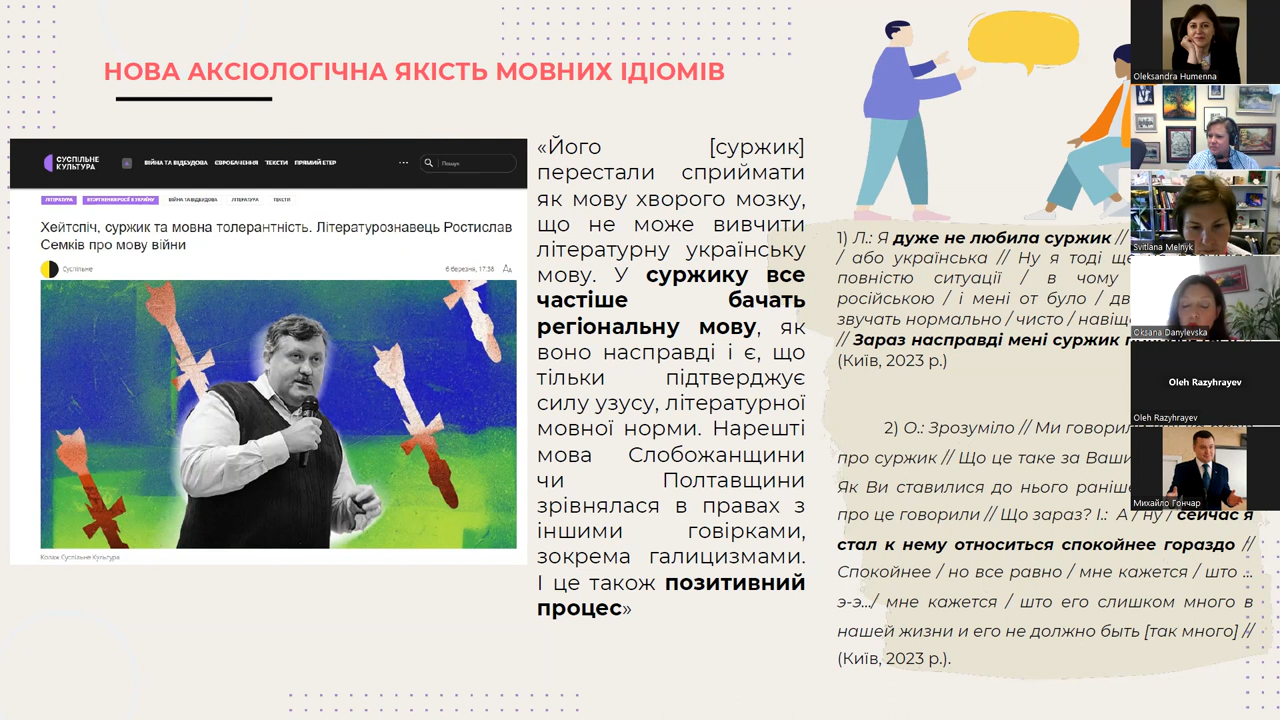 НОВА АКСІОЛОГІЧНА ЯКІСТЬ МОВНИХ ІДІОМІВ
СУСПІЛЬНЕ
КУЛЬТУРА
ВІЙНА ТА ВІДБУДОВА ЄВРОБАЧЕННЯ ТЕКСТИ ПРЯМИЙ ЕТЕР
Пошук
ЛІТЕРАТУРА ВТОРГНЕННЯ РОСІЇ В УКРАЇНУ ВІЙНА ТА ВІДБУДОВА ЛІТЕРАТУРА ТЕКСТИ
Хейтспіч, суржик та мовна толерантність. Літературознавець Ростислав
Семків про мову війни
Суспільне
6 березня, 17:38
Колаж Суспільне Культура
«Його [суржик]
перестали сприймати
як мову хворого мозку,
що не може вивчити
літературну українську
мову. У суржику все
частіше бачать
регіональну мову, як
воно насправді і є, що
тільки підтверджує
силу узусу, літературної
мовної норми. Нарешті
мова Слобожанщини
чи Полтавщини
зрівнялася в правах з
іншими говірками,
зокрема галицизмами.
І це також позитивний
процес»
1) Л.: Я дуже не любила суржик //
/ або українська // Ну я тоді
повністю ситуації / в чому
російською / і мені от було /
звучать нормально / чисто /
// Зараз насправді мені суржик
(Київ, 2023 р.)
2) О.: Зрозуміло // Ми
про суржик // Що це таке за
Як Ви ставилися до нього
про це говорили // Що зараз? І.: А / ну / сейчас я
стал к нему относиться спокойнее гораздо //
Спокойнее / но все равно / мне кажется / што ...
э-э.../ мне кажется / што его слишком много в
нашей жизни и его не должно быть [так много] //
(Київ, 2023 р.).
Oleksandra Humenna
Svitlana Melnyk
Oksana Danylevska
Oleh Razyhrayev
Oleh Razyhrayev
Михайло Гончар